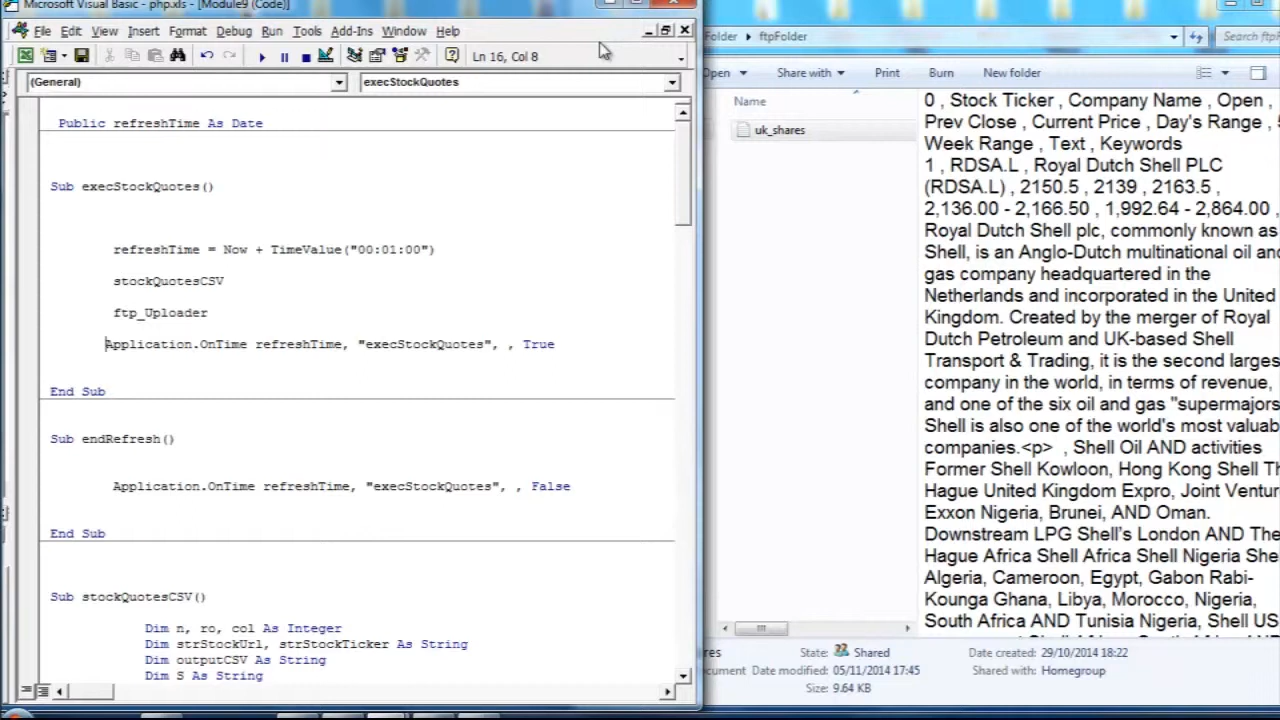 Microsoft Visual Basic - php.xls - [Module9 (Code)]
File Edit View Insert Format Debug Run Tools Add-Ins Window Help
Ln 16, Col 8
(General) execStockQuotes
Public refreshTime As Date
Sub execStockQuotes()
refreshTime = Now + TimeValue("00:01:00")
stockQuotesCSV
ftp_Uploader
Application.OnTime refreshTime, "execStockQuotes", , True
End Sub
Sub endRefresh()
Application.OnTime refreshTime, "execStockQuotes", , False
End Sub
Sub stockQuotesCSV()
Dim n, ro, col As Integer
Dim strStockUrl, strStockTicker As String
Dim outputCSV As String
Dim S As String
Folder ftpFolder
Search ftpFo
Open Share with Print Burn New folder
Name
uk_shares
0 , Stock Ticker , Company Name , Open ,
Prev Close , Current Price , Day's Range , 5
Week Range , Text , Keywords
1 , RDSA.L , Royal Dutch Shell PLC
(RDSA.L) , 2150.5 , 2139 , 2163.5 ,
2,136.00 - 2,166.50 , 1,992.64 - 2,864.00 ,
Royal Dutch Shell plc, commonly known as
Shell, is an Anglo-Dutch multinational oil and
gas company headquartered in the
Netherlands and incorporated in the United
Kingdom. Created by the merger of Royal
Dutch Petroleum and UK-based Shell
Transport & Trading, it is the second larges
company in the world, in terms of revenue,
and one of the six oil and gas "supermajors
Shell is also one of the world's most valuab
companies.<p> , Shell Oil AND activities
Former Shell Kowloon, Hong Kong Shell Th
Hague United Kingdom Expro, Joint Ventur
Exxon Nigeria, Brunei, AND Oman.
Downstream LPG Shell's London AND The
Hague Africa Shell Africa Shell Nigeria She
Algeria, Cameroon, Egypt, Gabon Rabi-
Kounga Ghana, Libya, Morocco, Nigeria,
South Africa AND Tunisia Nigeria, Shell US
res State: Shared Date created: 29/10/2014 18:22
cument Date modified: 05/11/2014 17:45 Shared with: Homegroup
Size: 9.64 KB